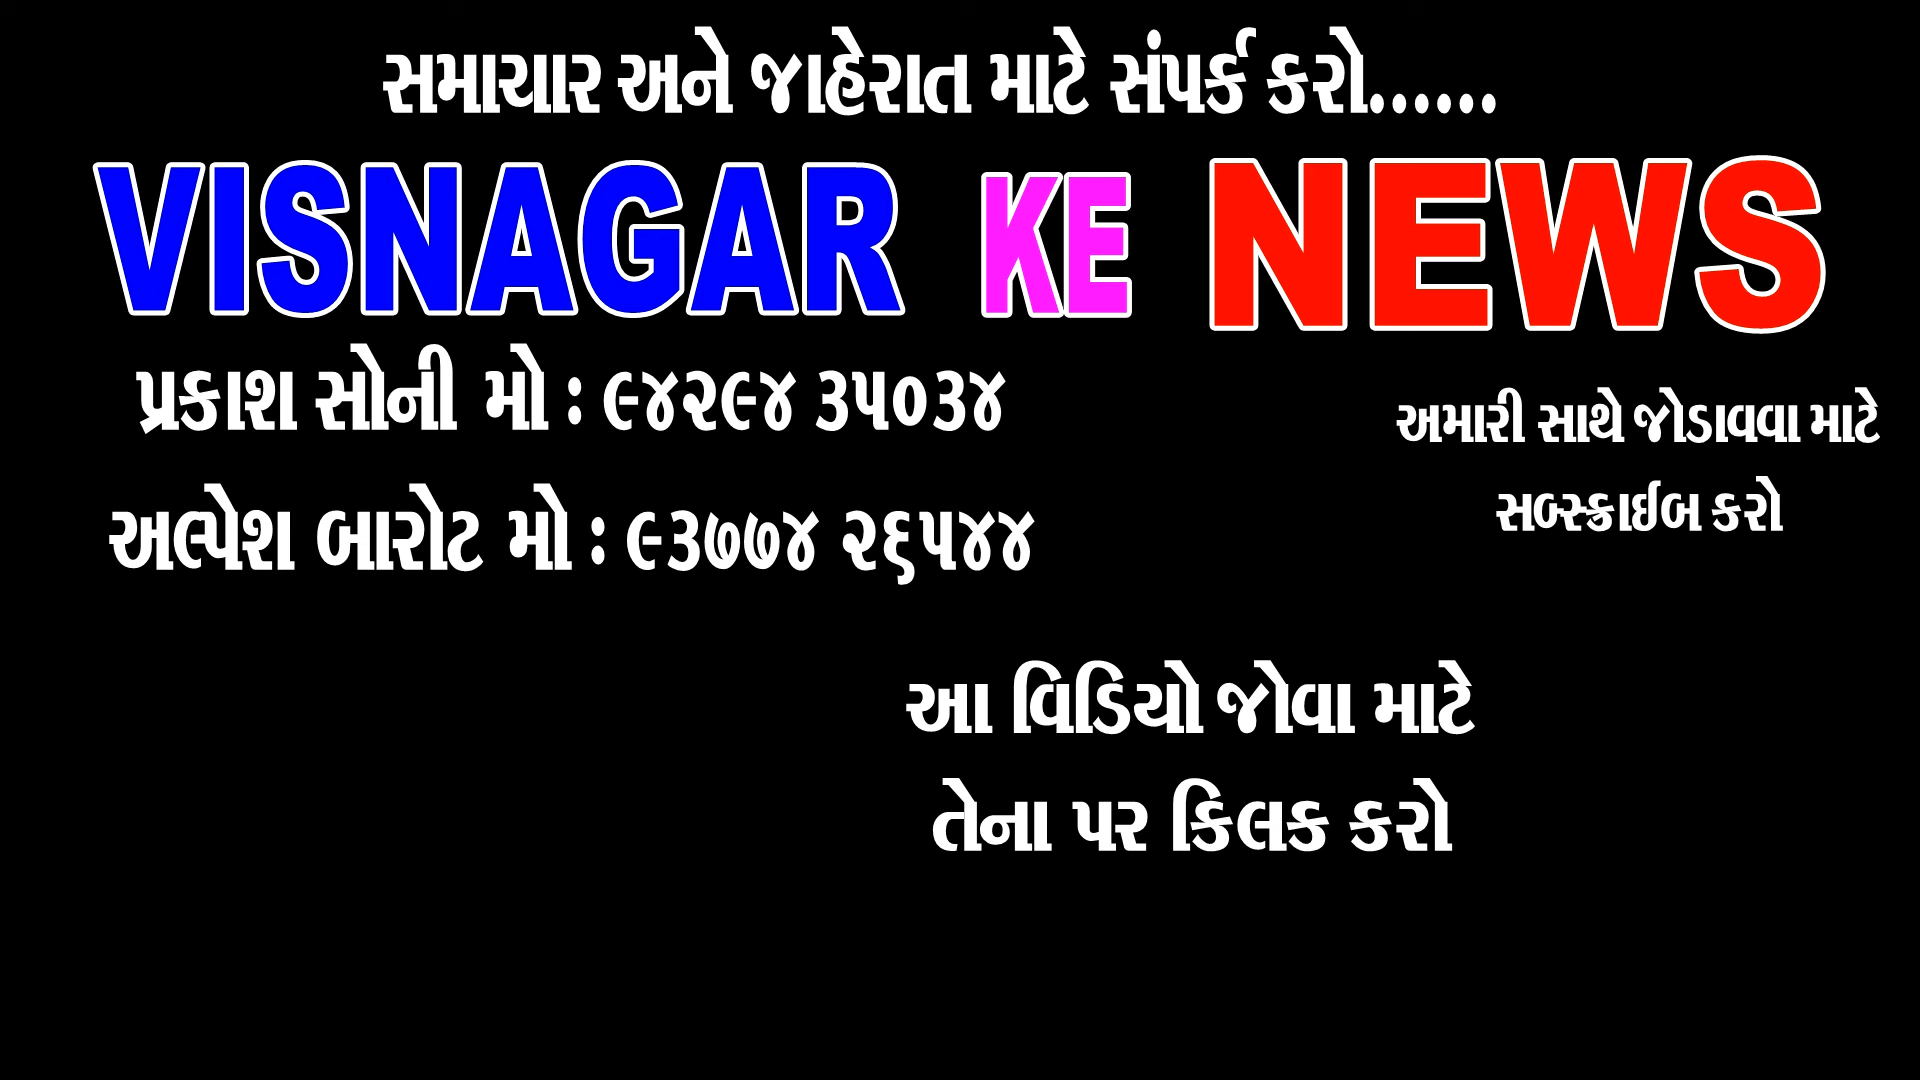 સમાચાર અને જાહેરાત માટે સંપર્ક કરો......
VISNAGAR KE NEWS
પ્રકાશ સોની મો : ૯૪૨૯૪ ૩૫૦૩૪
અલ્પેશ બારોટ મો : ૯૩૭૭૪ ૨૬૫૪૪
અમારી સાથે જોડાવવા માટે
સબ્સ્ક્રાઈબ કરો
આ વિડિયો જોવા માટે
તેના પર કિલક કરો